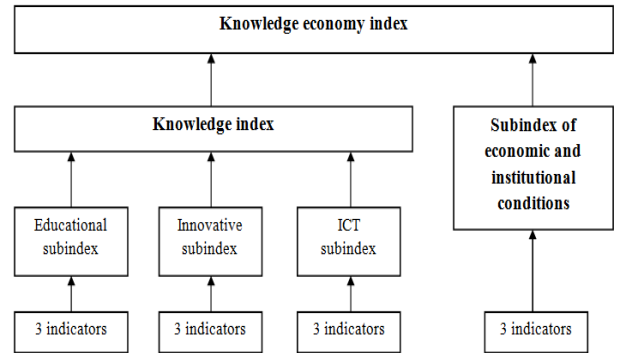 Knowledge economy index
Knowledge index
Subindex of
economic and
institutional
conditions
Educational
subindex
Innovative
subindex
ICT
subindex
3 indicators
3 indicators
3 indicators
3 indicators